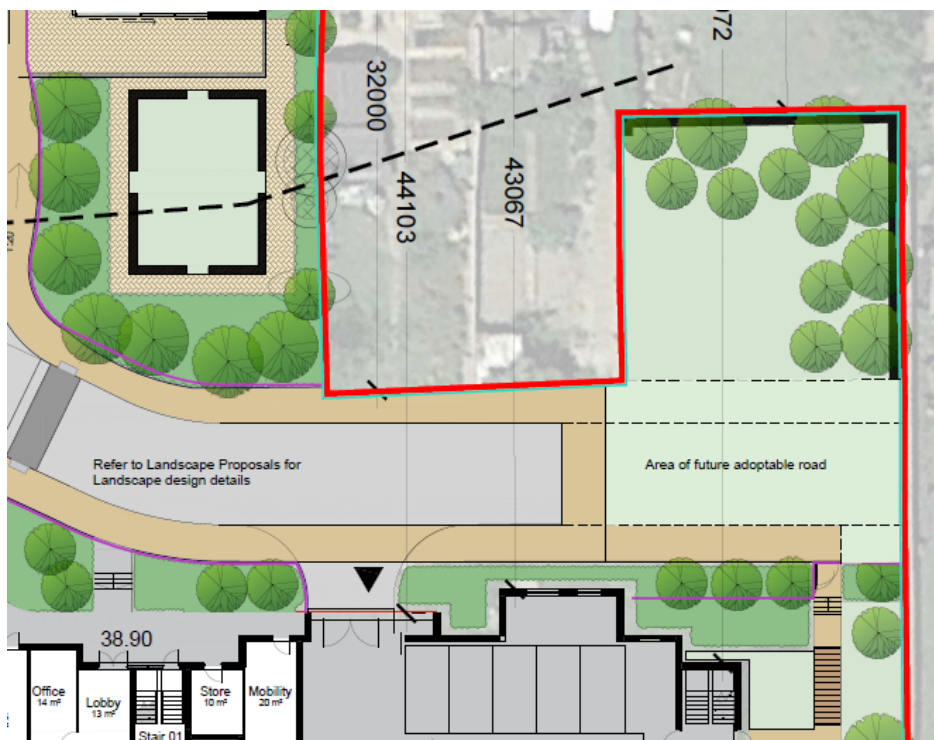 32000
44103
43067
Refer to Landscape Proposals for
Landscape design details
Area of future adoptable road
38.90
Office
14 m²
Lobby
13 m²
Store
10 m²
Mobility
20 m²
Stair 01